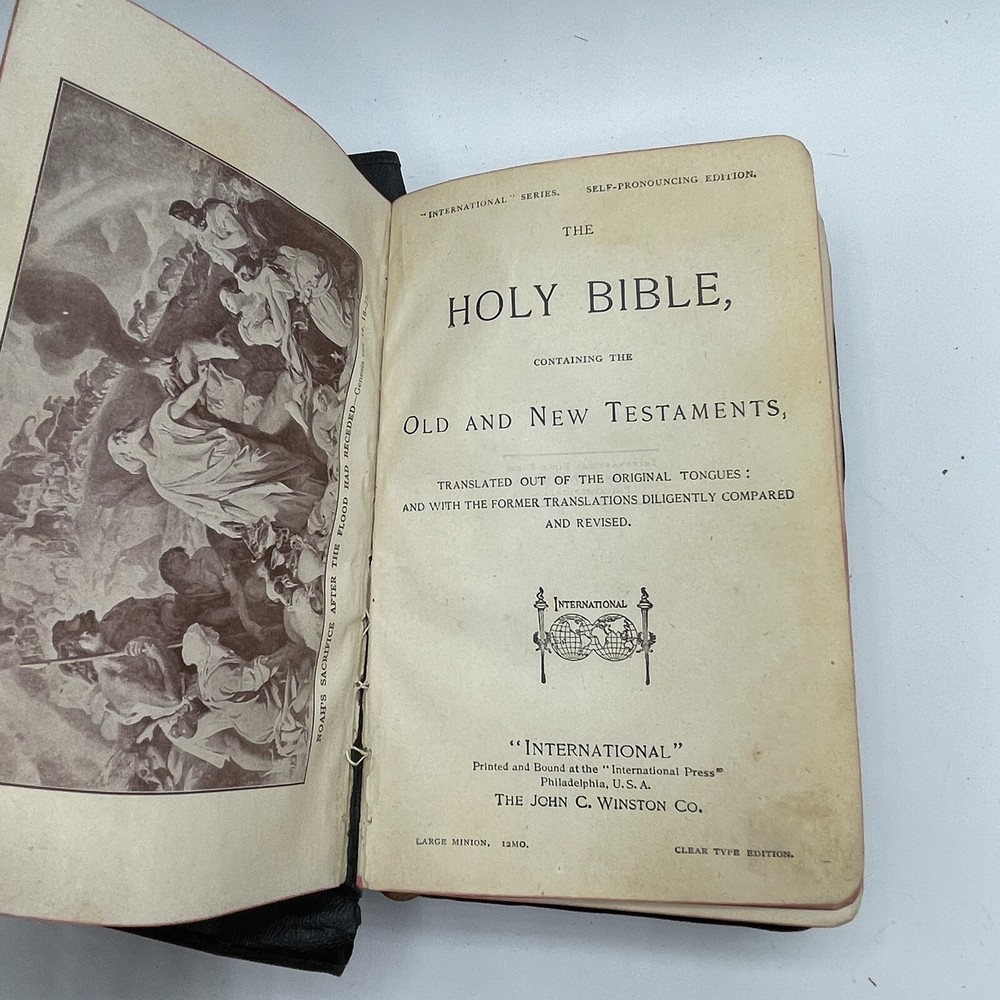 NOAH'S SACRIFICE AFTER THE FLOOD HAD RECEDED—Genesis
"INTERNATIONAL" SERIES. SELF-PRONOUNCING EDITION.
THE
HOLY BIBLE,
CONTAINING THE
OLD AND NEW TESTAMENTS,
TRANSLATED OUT OF THE ORIGINAL TONGUES:
AND WITH THE FORMER TRANSLATIONS DILIGENTLY COMPARED
AND REVISED.
INTERNATIONAL
"INTERNATIONAL"
Printed and Bound at the "International Press"
Philadelphia, U. S. A.
THE JOHN C. WINSTON CO.
LARGE MINION, 12MO. CLEAR TYPE EDITION.